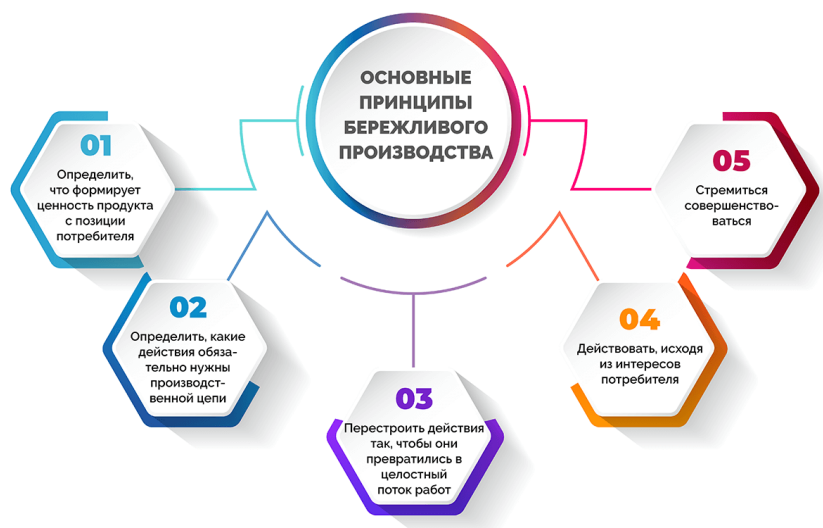 ОСНОВНЫЕ
ПРИНЦИПЫ
БЕРЕЖЛИВОГО
ПРОИЗВОДСТВА
01
Определить,
что формирует
ценность продукта
с позиции
потребителя
02
Определить, какие
действия обяза-
тельно нужны
производст-
венной цепи
03
Перестроить действия
так, чтобы они
превратились в
целостный
поток работ
04
Действовать, исходя
из интересов
потребителя
05
Стремиться
совершенство-
ваться